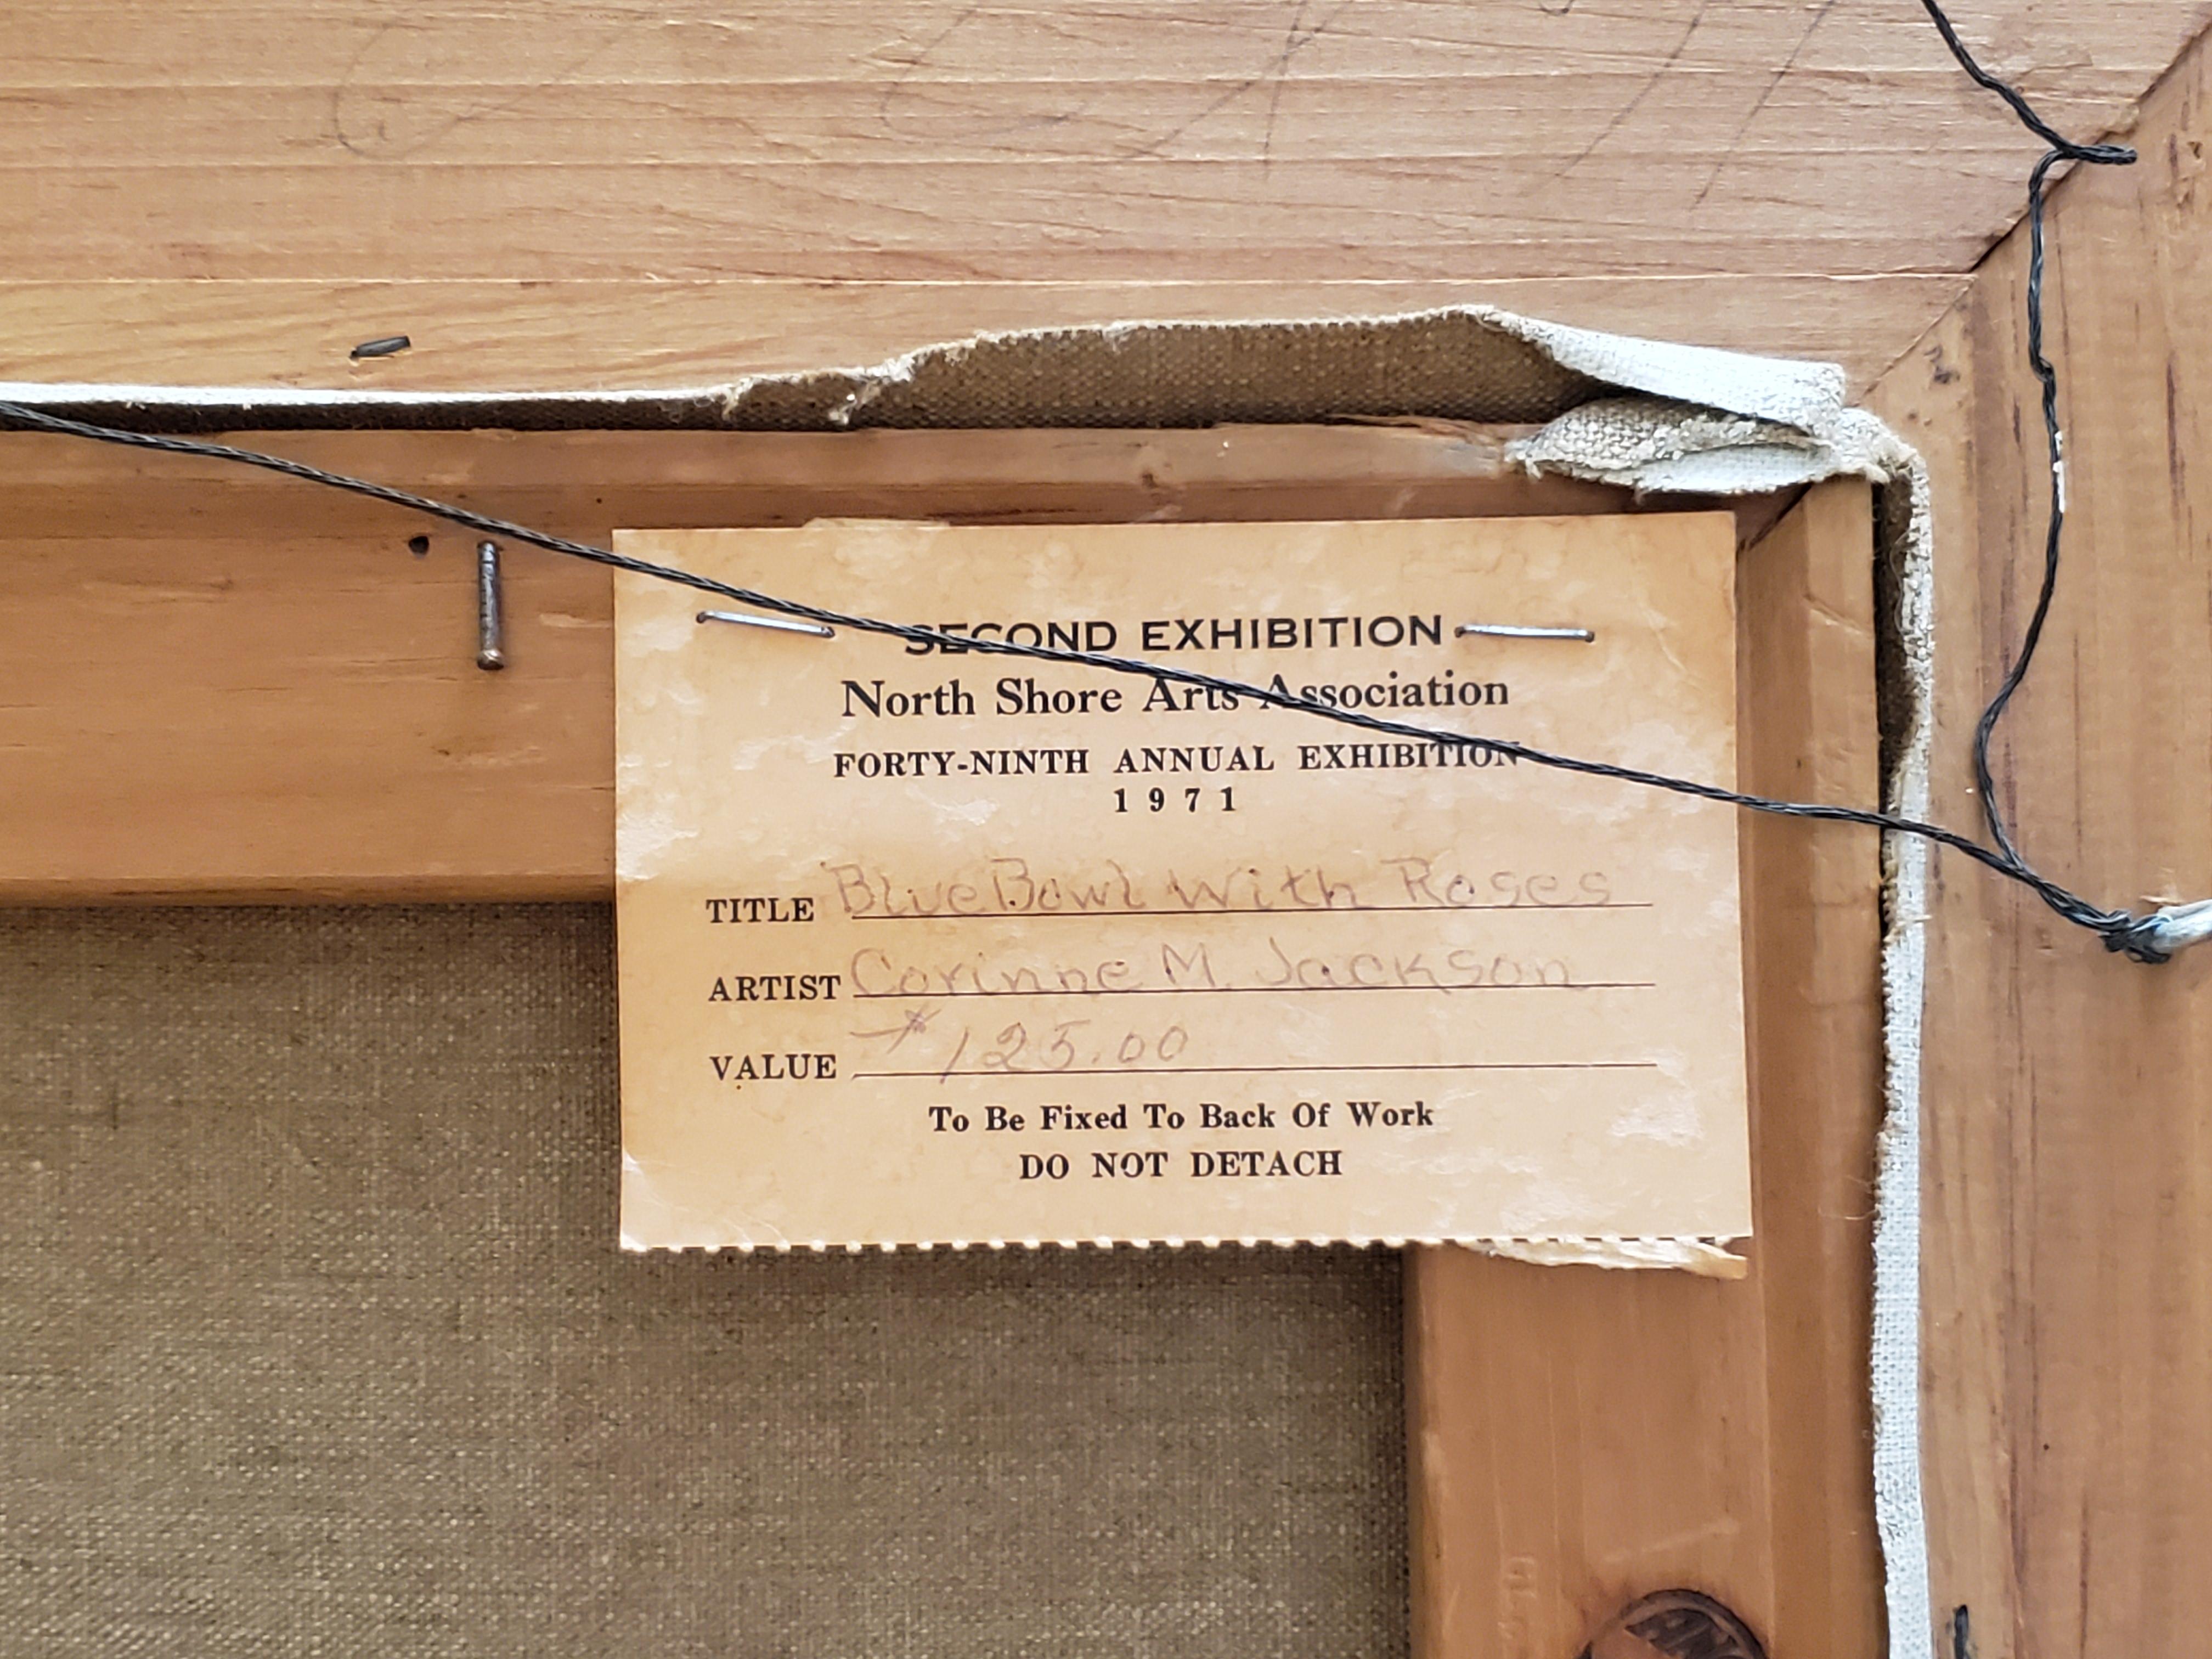 SECOND EXHIBITION
North Shore Arts Association
FORTY-NINTH ANNUAL EXHIBITION
1971
TITLE Blue Bowl With Roses
ARTIST Corinne M. Jackson
VALUE $125.00
To Be Fixed To Back Of Work
DO NOT DETACH